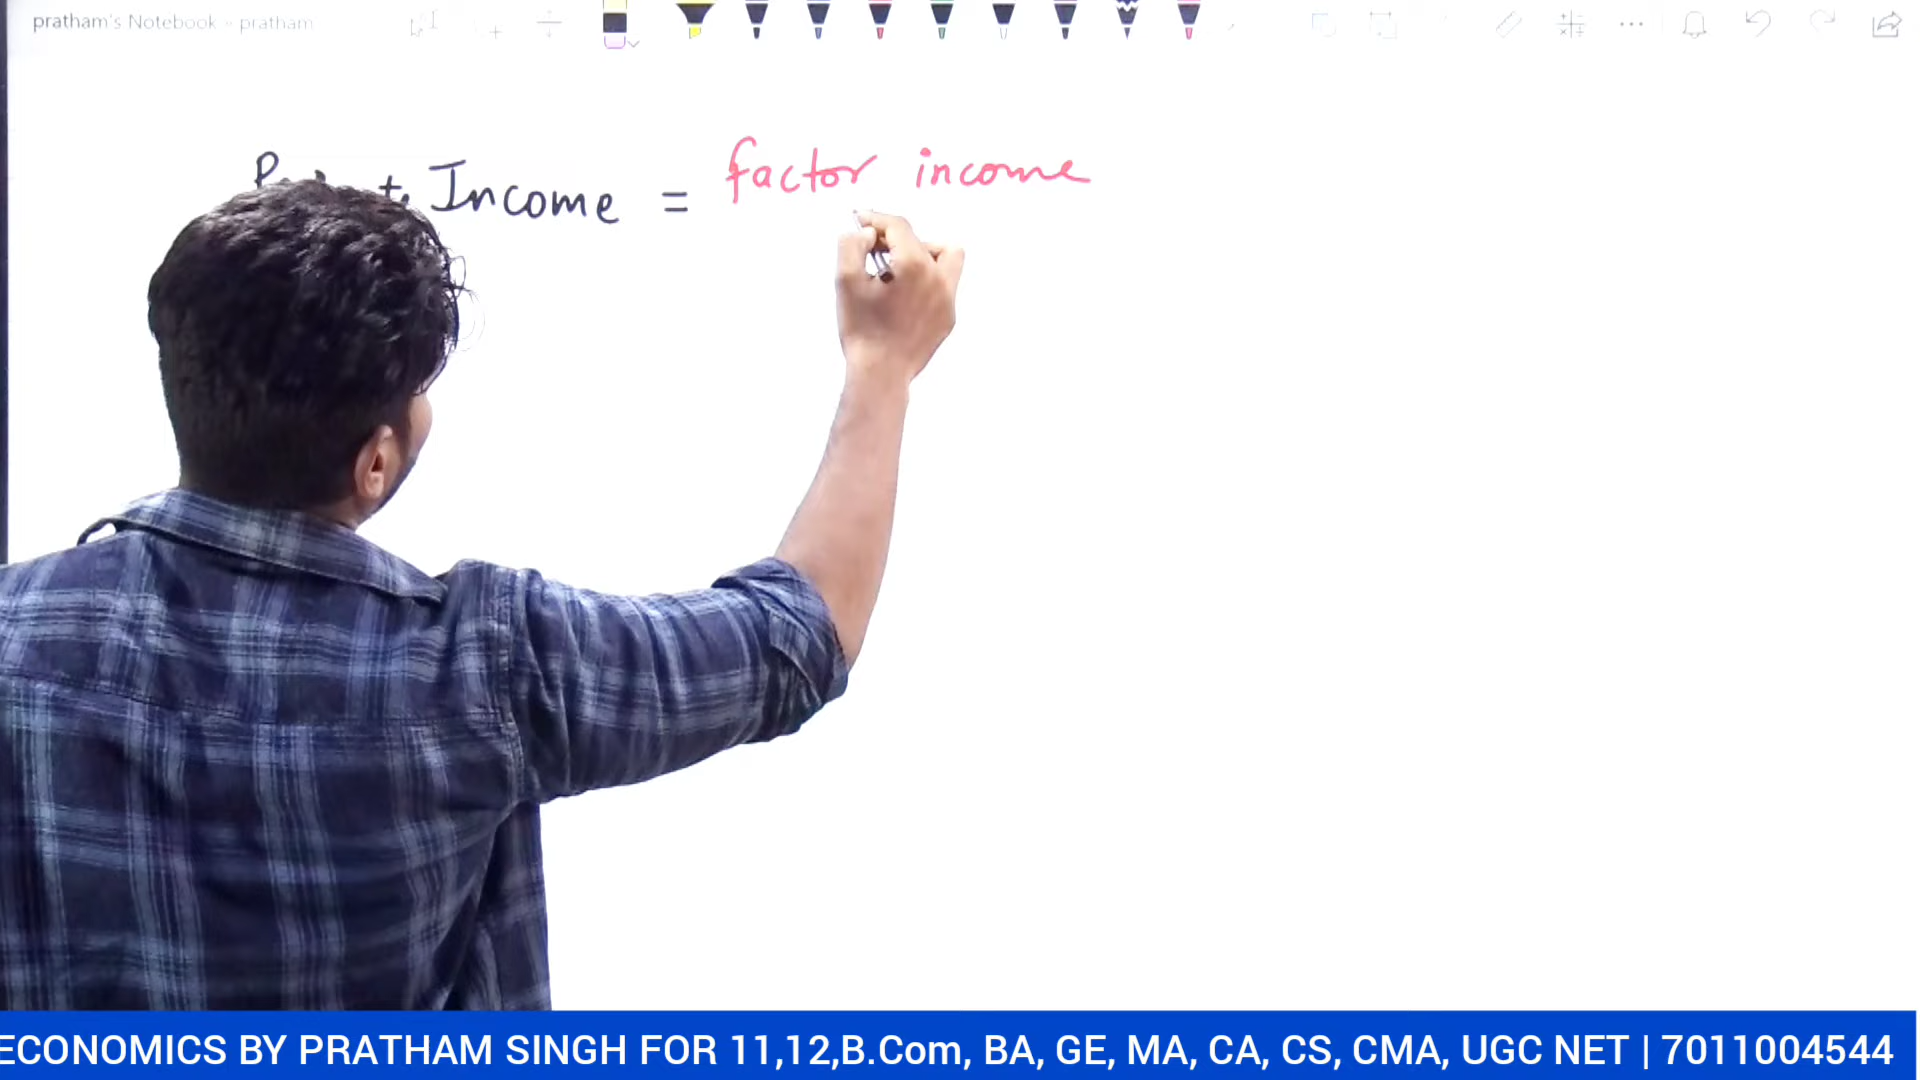 pratham's Notebook - pratham
Income = factor income
ECONOMICS BY PRATHAM SINGH FOR 11,12,B.Com, BA, GE, MA, CA, CS, CMA, UGC NET | 7011004544